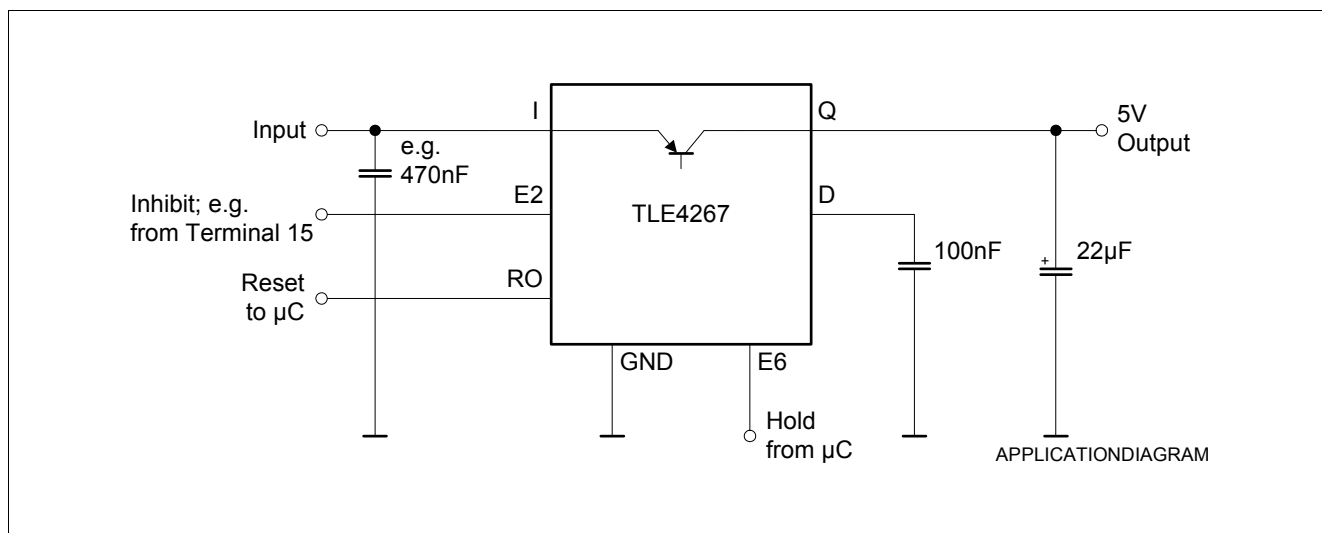 I
Q
5V
Output
Input
e.g.
470nF
E2
D
Inhibit; e.g.
from Terminal 15
TLE4267
100nF
+
22µF
RO
Reset
to µC
GND
E6
Hold
from µC
APPLICATIONDIAGRAM